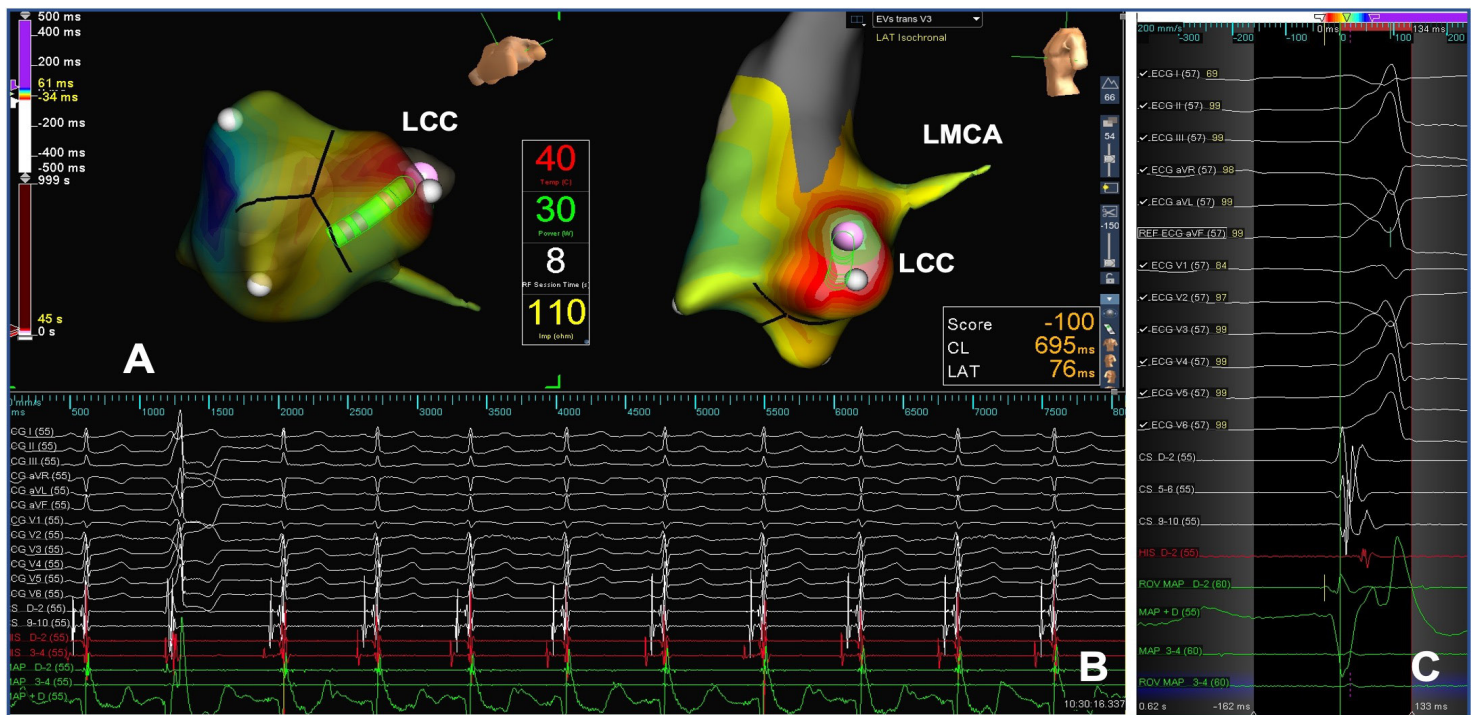 500 ms
400 ms
200 ms
61 ms
-34 ms
-200 ms
-400 ms
-500 ms
999 s
45 s
0 s
LCC
A
40
Temp (C)
30
Power (W)
8
RF Session Time (s)
110
Imp (ohm)
EVs trans V3
LAT Isochronal
LMCA
LCC
66
54
-150
Score -100
CL 695 ms
LAT 76 ms
mm/s
ms 500 1000 1500 2000 2500 3000 3500 4000 4500 5000 5500 6000 6500 7000 7500 80
CG I (55)
CG II (55)
CG III (55)
CG aVR (55)
CG aVL (55)
CG aVF (55)
CG V1 (55)
CG V2 (55)
CG V3 (55)
CG V4 (55)
CG V5 (55)
CG V6 (55)
S D-2 (55)
S 9-10 (55)
HIS D-2 (55)
HIS 3-4 (55)
MAP D-2 (55)
MAP 3-4 (55)
MAP + D (55)
B
10:30:16.337
0 ms 134 ms
200 mm/s -300 -200 -100 100 200
ECG I (57) 69
ECG II (57) 99
ECG III (57) 99
ECG aVR (57) 98
ECG aVL (57) 99
REF ECG aVF (57) 99
ECG V1 (57) 84
ECG V2 (57) 97
ECG V3 (57) 99
ECG V4 (57) 99
ECG V5 (57) 99
ECG V6 (57) 99
CS D-2 (55)
CS 5-6 (55)
CS 9-10 (55)
HIS D-2 (55)
ROV MAP D-2 (60)
MAP + D (55)
MAP 3-4 (60)
ROV MAP 3-4 (60)
C
0.62 s -162 ms 133 ms